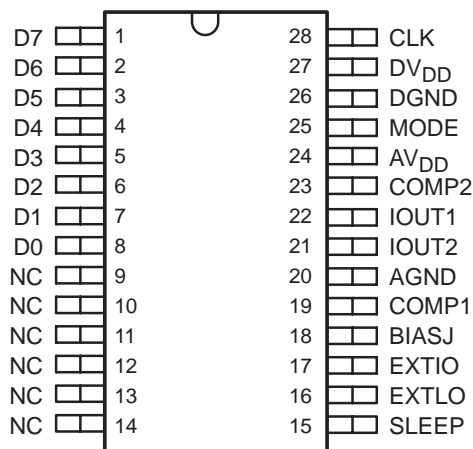 D7 1 28 CLK
D6 2 27 DVDD
D5 3 26 DGND
D4 4 25 MODE
D3 5 24 AVDD
D2 6 23 COMP2
D1 7 22 IOUT1
D0 8 21 IOUT2
NC 9 20 AGND
NC 10 19 COMP1
NC 11 18 BIASJ
NC 12 17 EXTIO
NC 13 16 EXTLO
NC 14 15 SLEEP